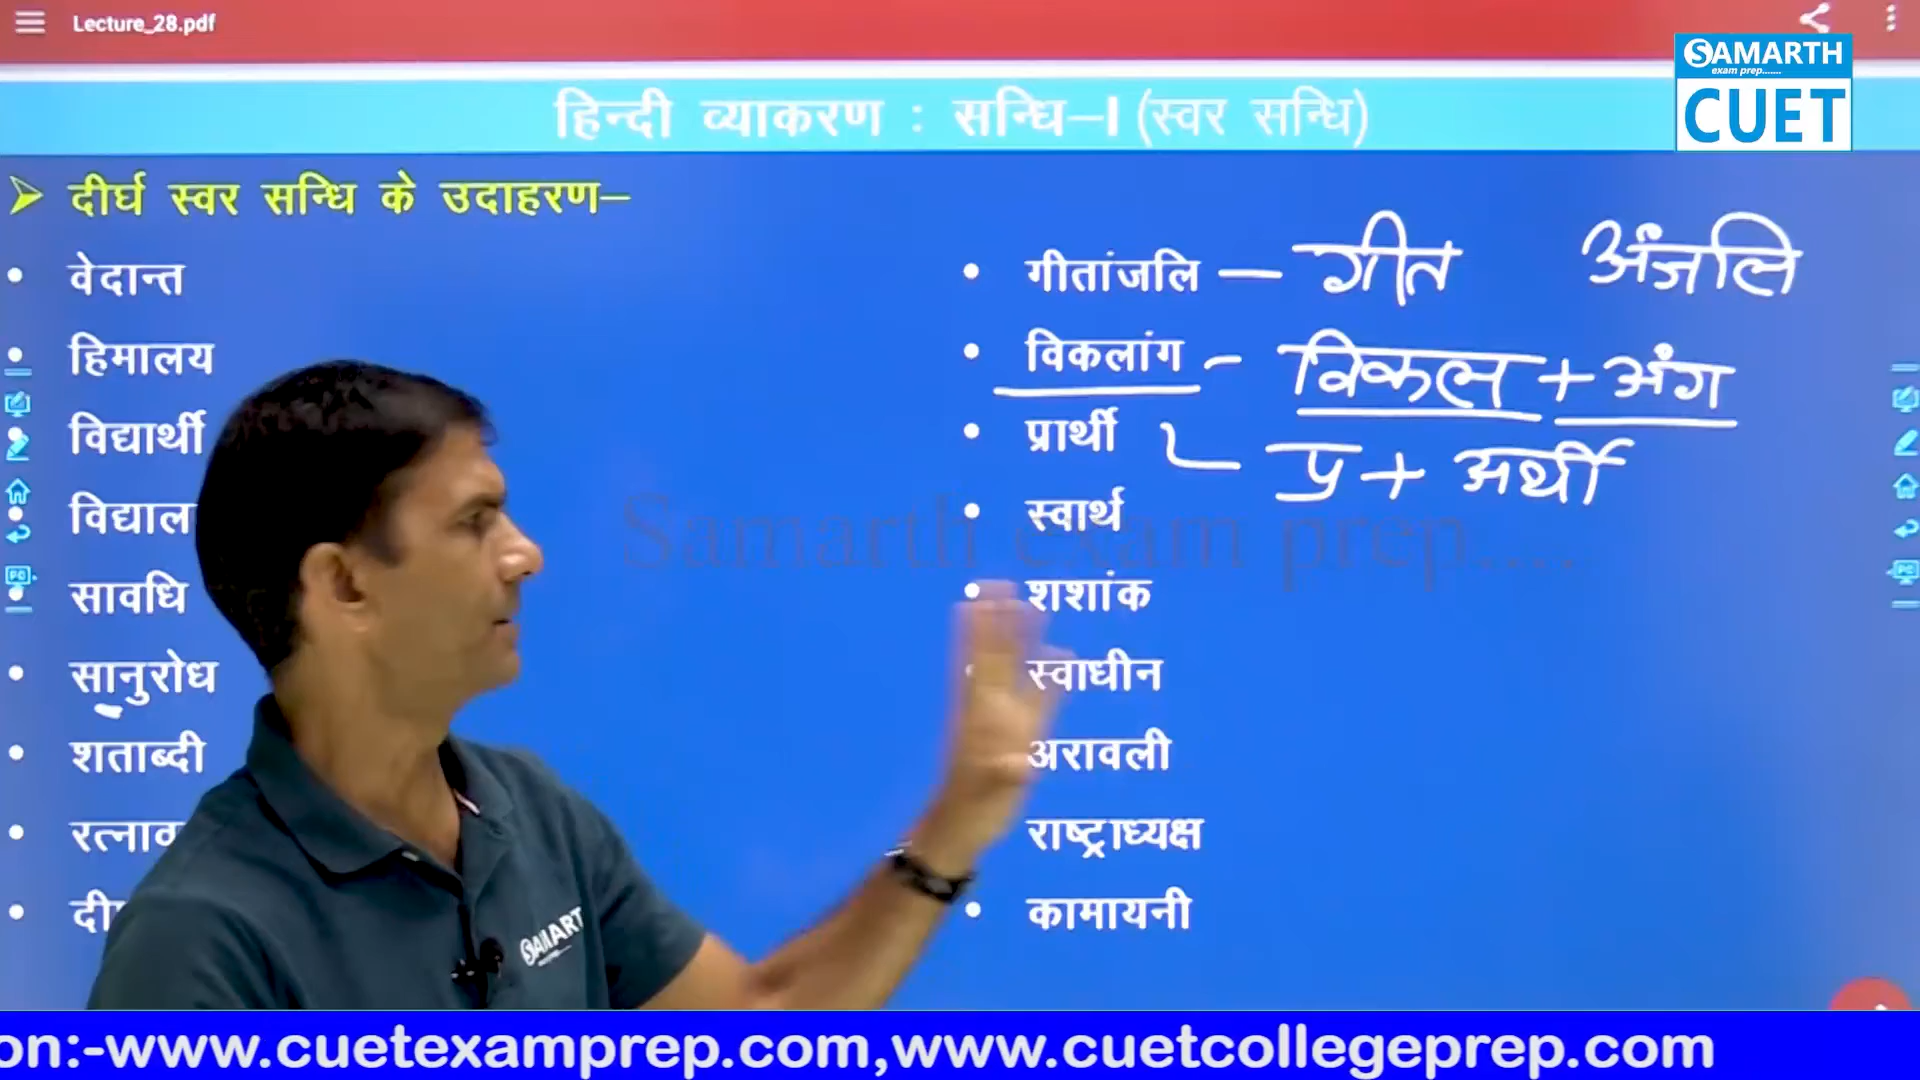 Lecture_28.pdf
SAMARTH
exam prep.......
CUET
हिन्दी व्याकरण : सन्धि–I (स्वर सन्धि)
➢ दीर्घ स्वर सन्धि के उदाहरण–
• वेदान्त
• हिमालय
• विद्यार्थी
• सावधि
• सानुरोध
• शताब्दी
• गीतांजलि — गीत अंजलि
• विकलांग - विकल + अंग
• प्रार्थी - प्र + अर्थी
• स्वार्थ
• शशांक
• स्वाधीन
अरावली
राष्ट्राध्यक्ष
• कामायनी
Samarth exam prep....
SAMART
on:-www.cuetexamprep.com,www.cuetcollegeprep.com